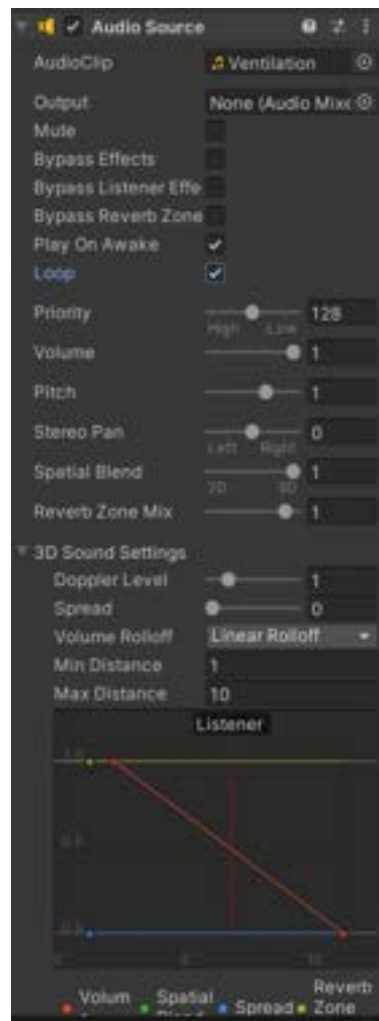 Audio Source
AudioClip Ventilation
Output None (Audio Mixe
Mute
Bypass Effects
Bypass Listener Effe
Bypass Reverb Zone
Play On Awake
Loop
Priority 128
High Low
Volume 1
Pitch 1
Stereo Pan 0
Left Right
Spatial Blend 1
2D 3D
Reverb Zone Mix 1
3D Sound Settings
Doppler Level 1
Spread 0
Volume Rolloff Linear Rolloff
Min Distance 1
Max Distance 10
Listener
1.0
0.5
0.0
0 5 10
Volum Spatial Spread Reverb
Blend Zone